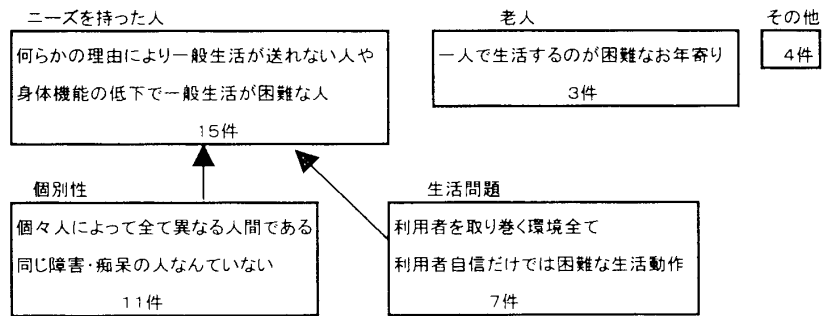 ニーズを持った人
何らかの理由により一般生活が送れない人や
身体機能の低下で一般生活が困難な人
15件
老人
一人で生活するのが困難なお年寄り
3件
その他
4件
個別性
個々人によって全て異なる人間である
同じ障害・痴呆の人なんていない
11件
生活問題
利用者を取り巻く環境全て
利用者自信だけでは困難な生活動作
7件